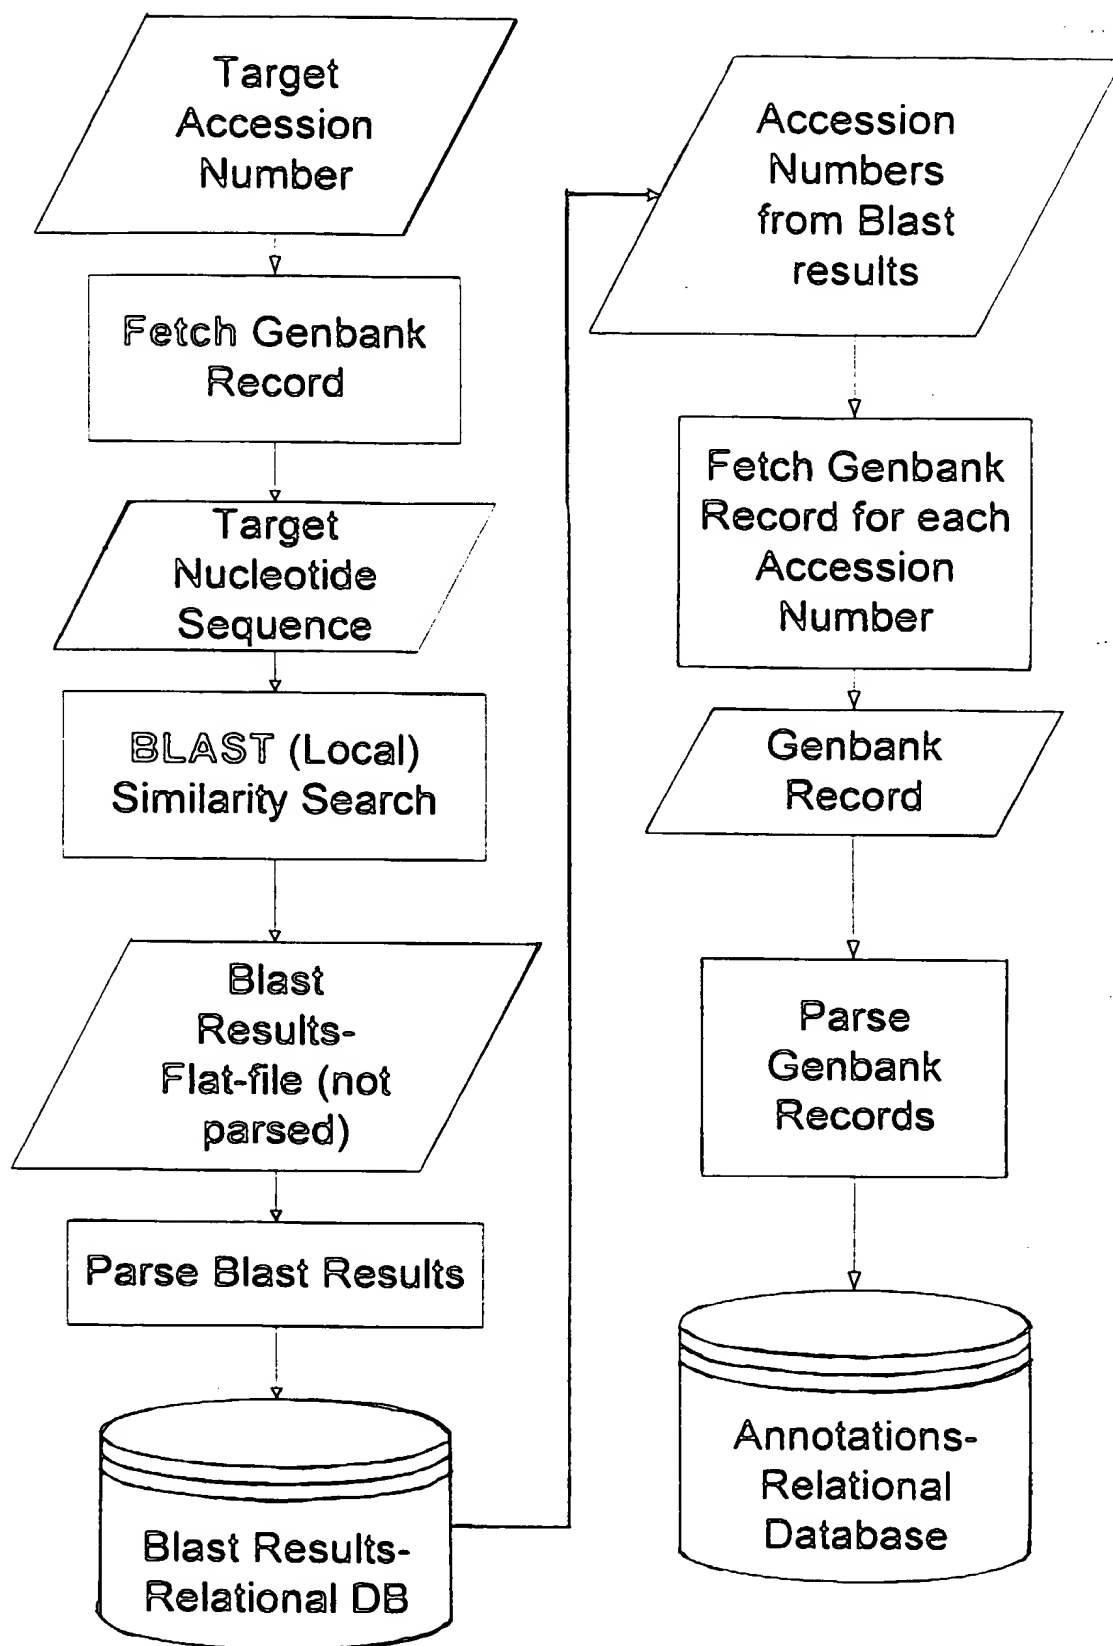 Target
Accession
Number
Fetch Genbank
Record
Target
Nucleotide
Sequence
BLAST (Local)
Similarity Search
Blast
Results-
Flat-file (not
parsed)
Parse Blast Results
Blast Results-
Relational DB
Accession
Numbers
from Blast
results
Fetch Genbank
Record for each
Accession
Number
Genbank
Record
Parse
Genbank
Records
Annotations-
Relational
Database